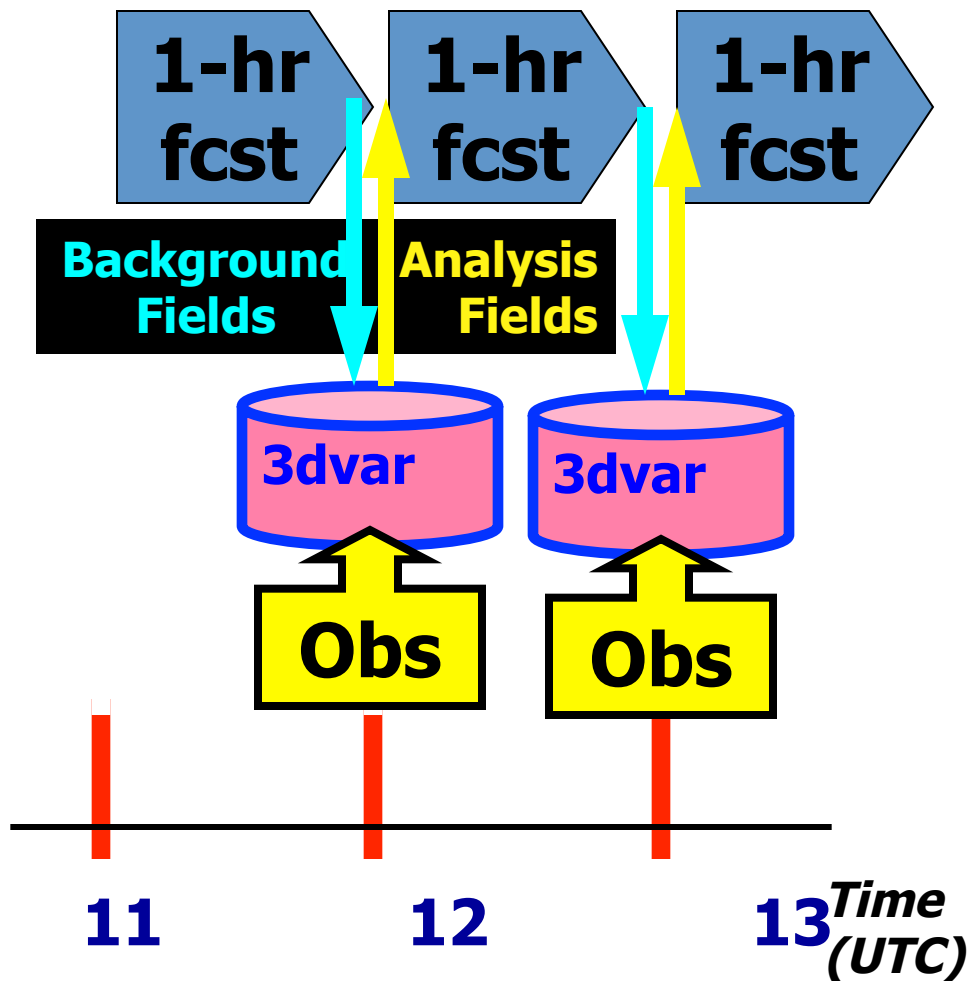 1-hr
fcst
1-hr
fcst
1-hr
fcst
Background
Fields
Analysis
Fields
3dvar
3dvar
Obs
Obs
11
12
13
Time
(UTC)